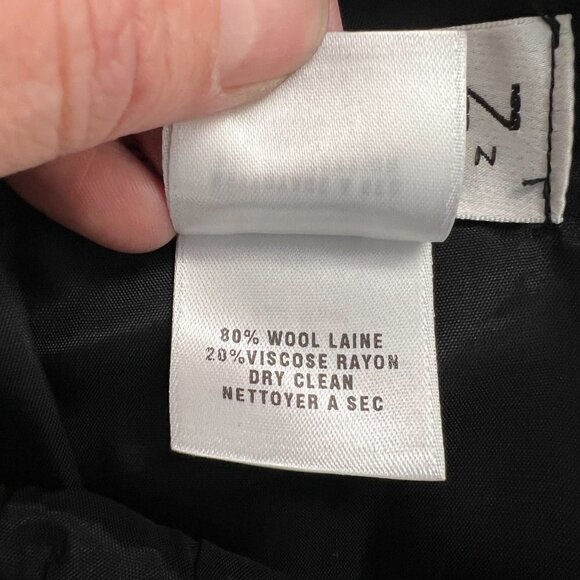 80% WOOL LAINE
20%VISCOSE RAYON
DRY CLEAN
NETTOYER A SEC